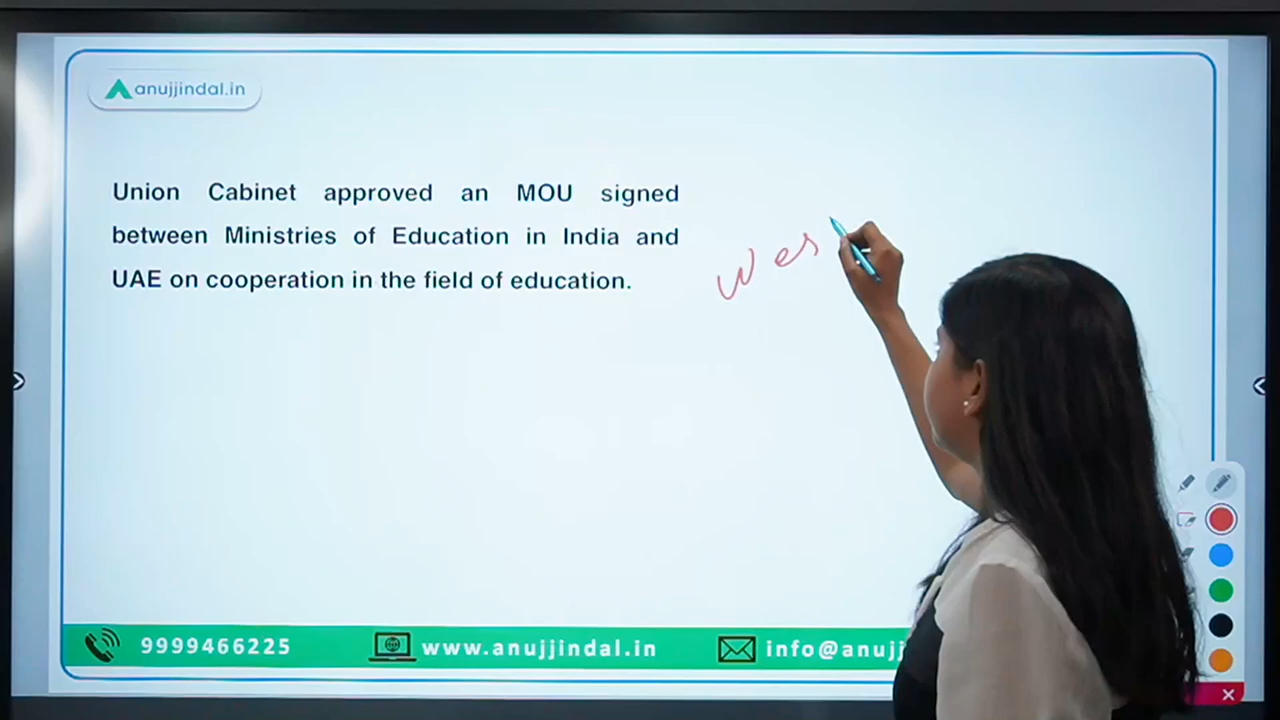 anujjindal.in
Union Cabinet approved an MOU signed
between Ministries of Education in India and
UAE on cooperation in the field of education.
wes
9999466225
www.anujjindal.in
info@anujj